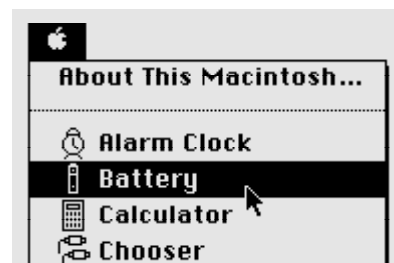 About This Macintosh...
Alarm Clock
Battery
Calculator
Chooser